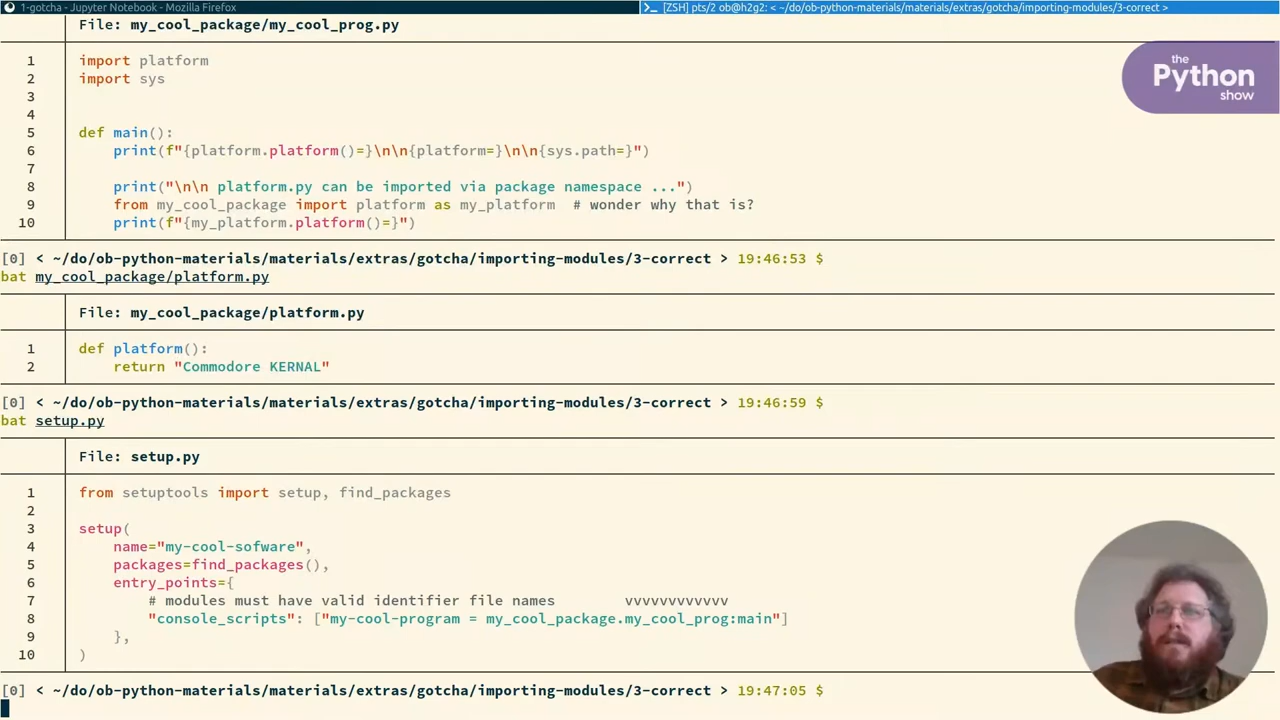 1-gotcha - Jupyter Notebook - Mozilla Firefox
[ZSH] pts/2 ob@h2g2: < ~/do/ob-python-materials/materials/extras/gotcha/importing-modules/3-correct >
File: my_cool_package/my_cool_prog.py
the
Python
show
1 import platform
2 import sys
3
4
5 def main():
6 print(f"{platform.platform()=}\n\n{platform=}\n\n{sys.path=}")
7
8 print("\n\n platform.py can be imported via package namespace ...")
9 from my_cool_package import platform as my_platform # wonder why that is?
10 print(f"{my_platform.platform()=}")
[0] < ~/do/ob-python-materials/materials/extras/gotcha/importing-modules/3-correct > 19:46:53 $
bat my_cool_package/platform.py
File: my_cool_package/platform.py
1 def platform():
2 return "Commodore KERNAL"
[0] < ~/do/ob-python-materials/materials/extras/gotcha/importing-modules/3-correct > 19:46:59 $
bat setup.py
File: setup.py
1 from setuptools import setup, find_packages
2
3 setup(
4 name="my-cool-sofware",
5 packages=find_packages(),
6 entry_points={
7 # modules must have valid identifier file names vvvvvvvvvvvv
8 "console_scripts": ["my-cool-program = my_cool_package.my_cool_prog:main"]
9 },
10 )
[0] < ~/do/ob-python-materials/materials/extras/gotcha/importing-modules/3-correct > 19:47:05 $